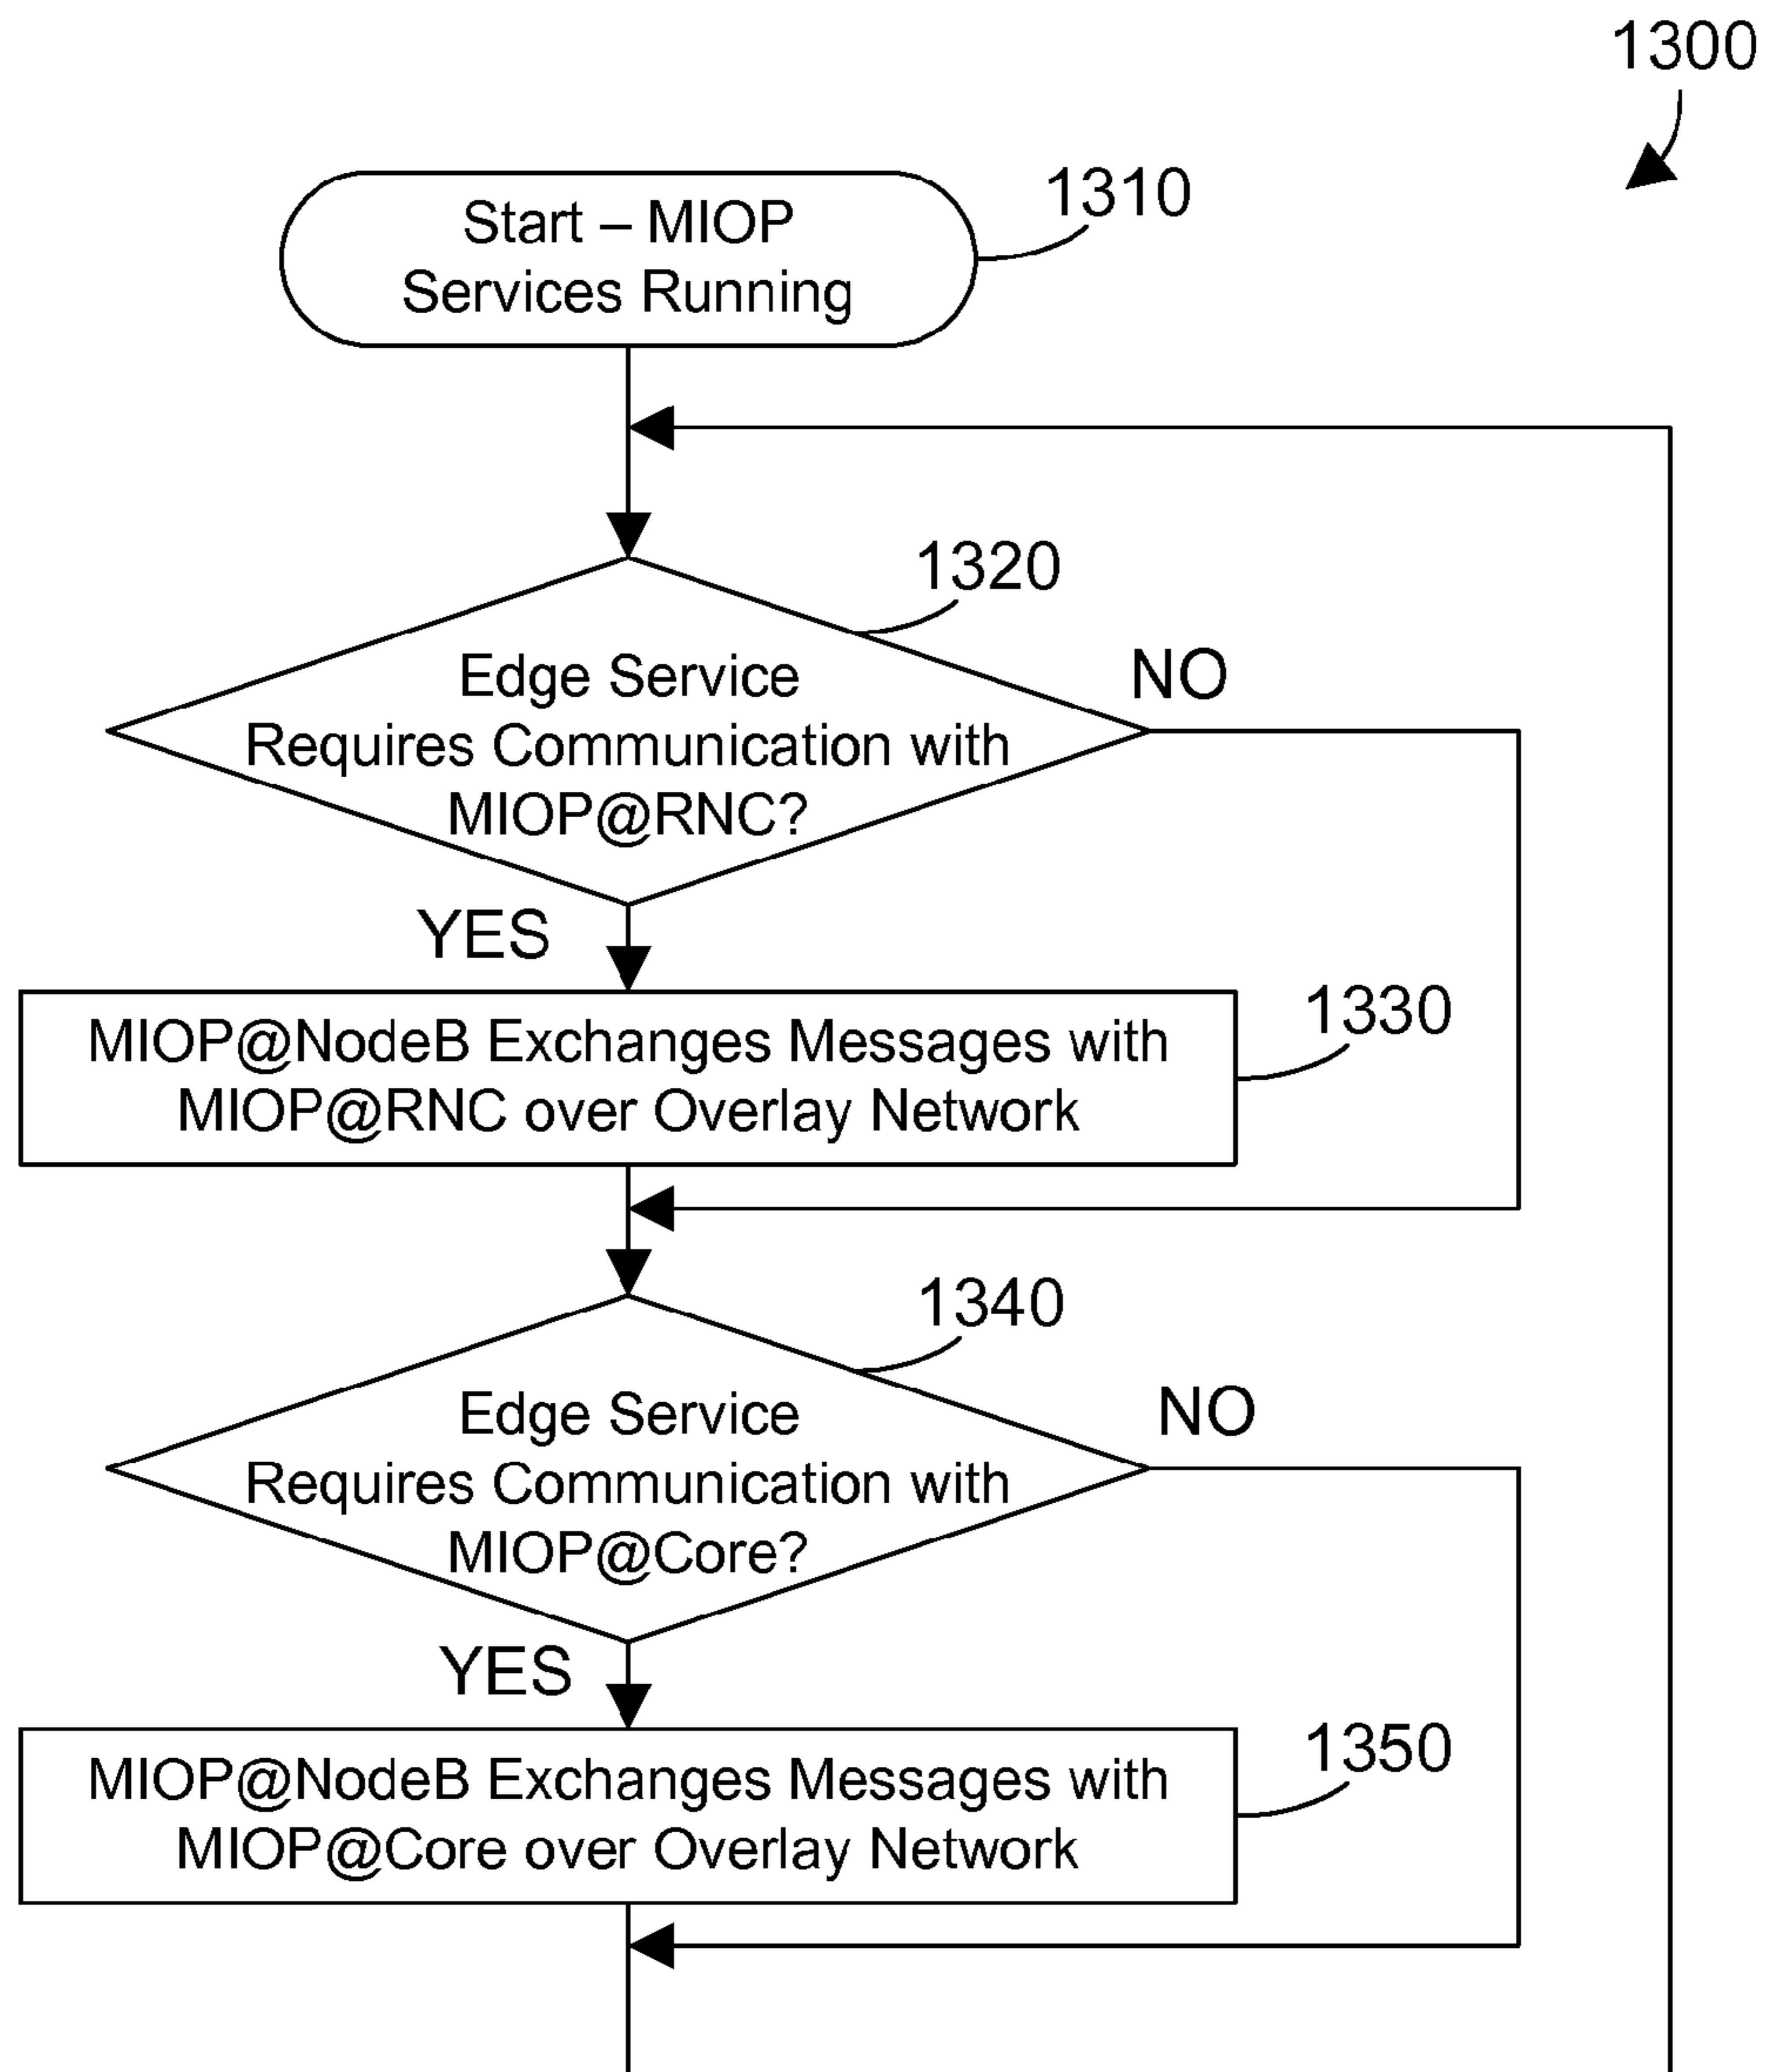 1300
1310
Start – MIOP
Services Running
1320
Edge Service
Requires Communication with
MIOP@RNC?
NO
YES
1330
MIOP@NodeB Exchanges Messages with
MIOP@RNC over Overlay Network
1340
Edge Service
Requires Communication with
MIOP@Core?
NO
YES
1350
MIOP@NodeB Exchanges Messages with
MIOP@Core over Overlay Network